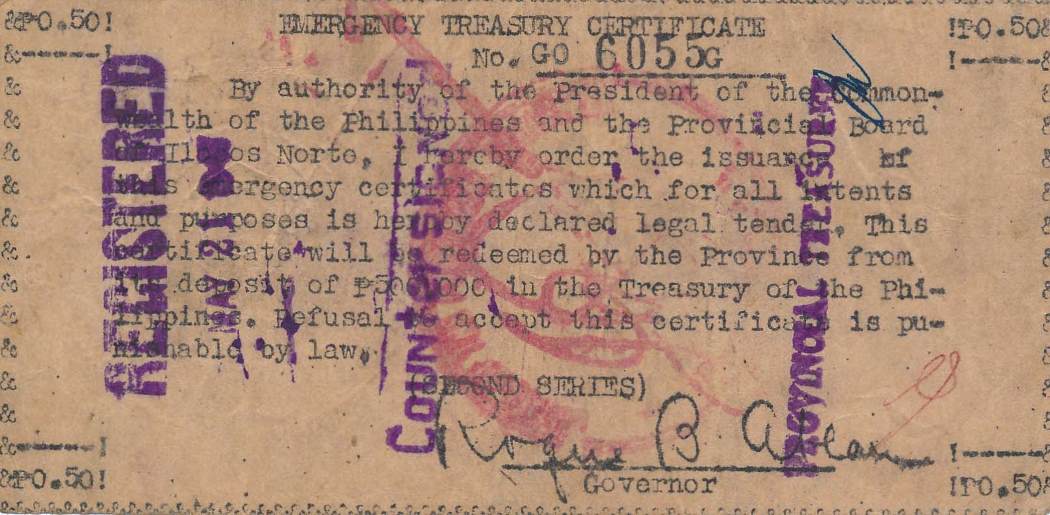 ₱0.50! EMERGENCY TREASURY CERTIFICATE !₱0.50
No. GO 6055G
By authority of the President of the Common-
wealth of the Philippines and the Provincial Board
of Ilocos Norte, I hereby order the issuance of
this emergency certificates which for all intents
and purposes is hereby declared legal tender. This
certificate will be redeemed by the Province from
its deposit of ₱500,000 in the Treasury of the Phi-
lippines. Refusal to accept this certificate is pu-
nishable by law.
(SECOND SERIES)
Roque B. Ablan
₱0.50! Governor !₱0.50
REGISTERED
MAY 21
PROVINCIAL TREASURER